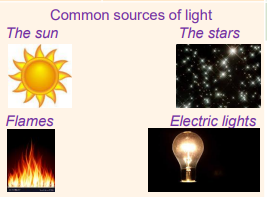 Common sources of light
The sun
The stars
Flames
Electric lights